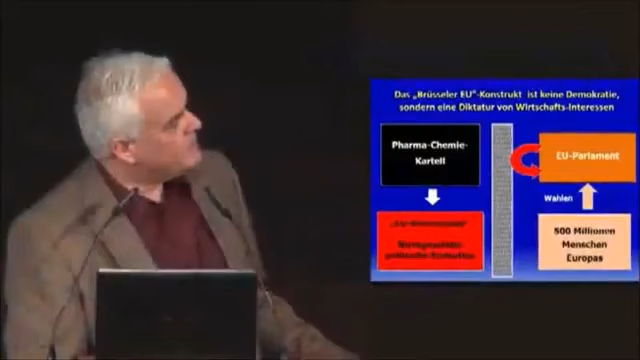 Das „Brüsseler EU“-Konstrukt ist keine Demokratie,
sondern eine Diktatur von Wirtschafts-Interessen
Pharma-Chemie-
Kartell
EU-Parlament
Wahlen
500 Millionen
Menschen
Europas